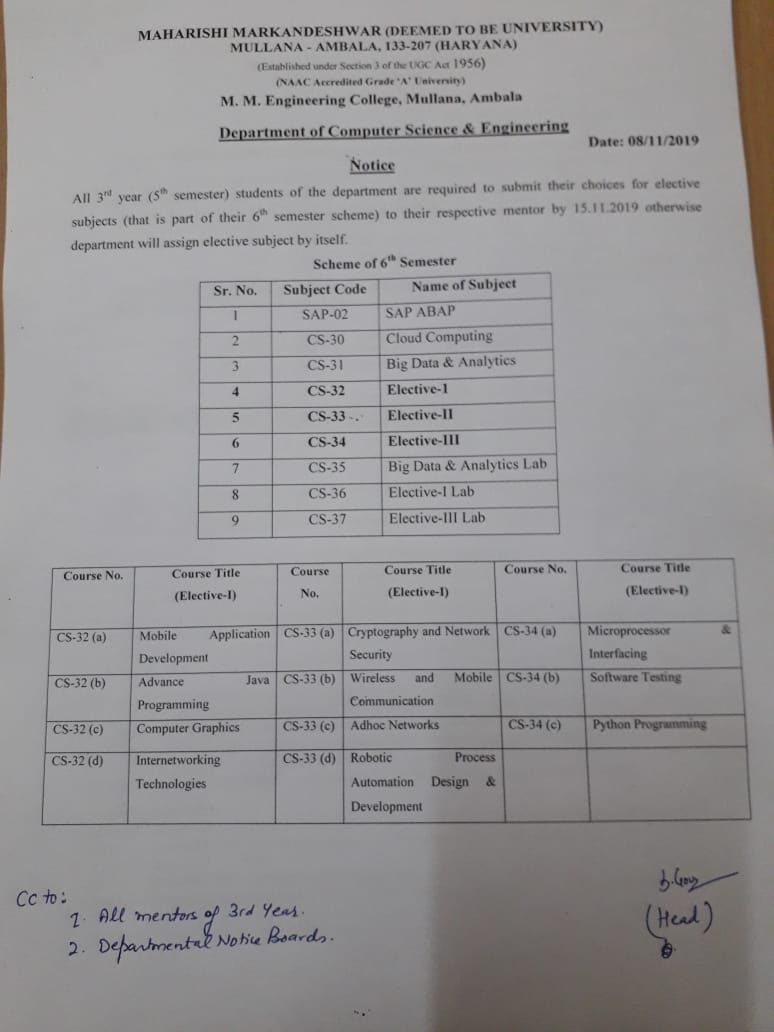 MAHARISHI MARKANDESHWAR (DEEMED TO BE UNIVERSITY)
MULLANA - AMBALA, 133-207 (HARYANA)
(Established under Section 3 of the UGC Act 1956)
(NAAC Accredited Grade 'A' University)
M. M. Engineering College, Mullana, Ambala
Department of Computer Science & Engineering
Date: 08/11/2019
Notice
All 3rd year (5th semester) students of the department are required to submit their choices for elective
subjects (that is part of their 6th semester scheme) to their respective mentor by 15.11.2019 otherwise
department will assign elective subject by itself.
Scheme of 6th Semester
Sr. No. Subject Code Name of Subject
1 SAP-02 SAP ABAP
2 CS-30 Cloud Computing
3 CS-31 Big Data & Analytics
4 CS-32 Elective-1
5 CS-33 Elective-II
6 CS-34 Elective-III
7 CS-35 Big Data & Analytics Lab
8 CS-36 Elective-I Lab
9 CS-37 Elective-III Lab
Course No. Course Title Course Course Title Course No. Course Title
(Elective-I) No. (Elective-I) (Elective-I)
CS-32 (a) Mobile Application CS-33 (a) Cryptography and Network CS-34 (a) Microprocessor &
Development Security Interfacing
CS-32 (b) Advance Java CS-33 (b) Wireless and Mobile CS-34 (b) Software Testing
Programming Communication
CS-32 (c) Computer Graphics CS-33 (c) Adhoc Networks CS-34 (c) Python Programming
CS-32 (d) Internetworking CS-33 (d) Robotic Process
Technologies Automation Design &
Development
Cc to:
1. All mentors of 3rd Year.
2. Departmental Notice Boards.
(Head)